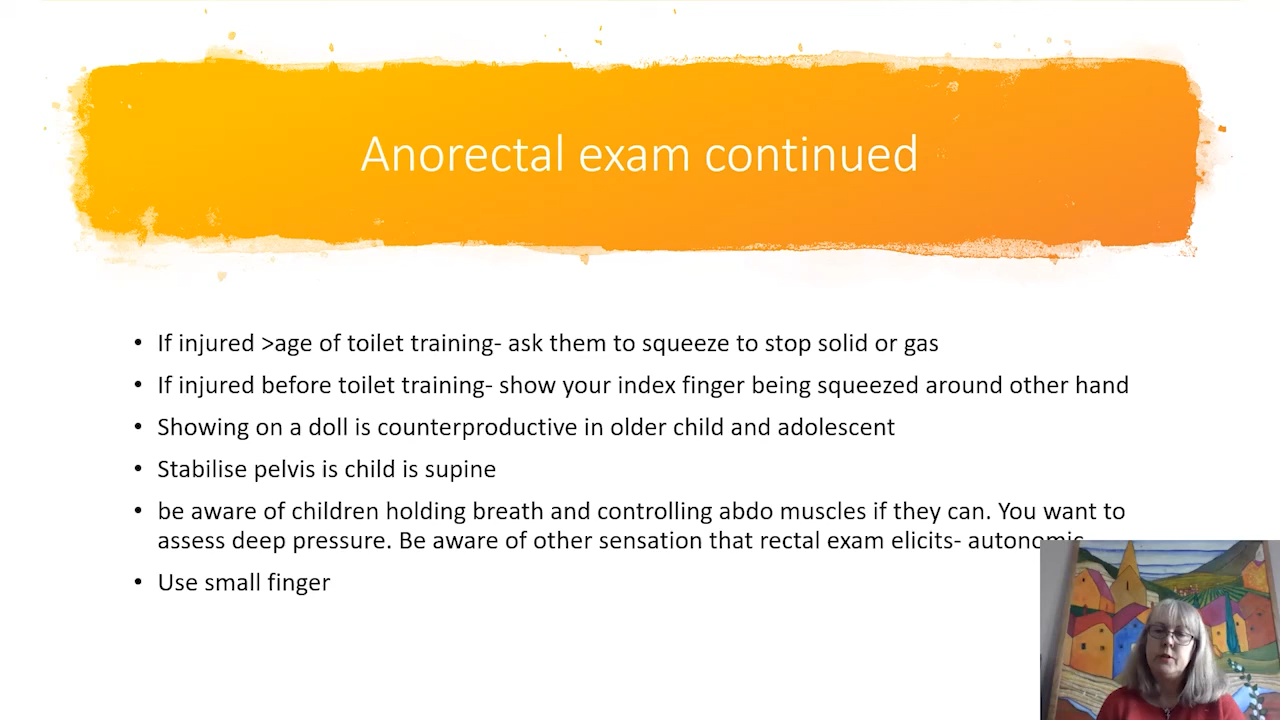 Anorectal exam continued
• If injured >age of toilet training- ask them to squeeze to stop solid or gas
• If injured before toilet training- show your index finger being squeezed around other hand
• Showing on a doll is counterproductive in older child and adolescent
• Stabilise pelvis is child is supine
• be aware of children holding breath and controlling abdo muscles if they can. You want to
assess deep pressure. Be aware of other sensation that rectal exam elicits- autonomic
• Use small finger